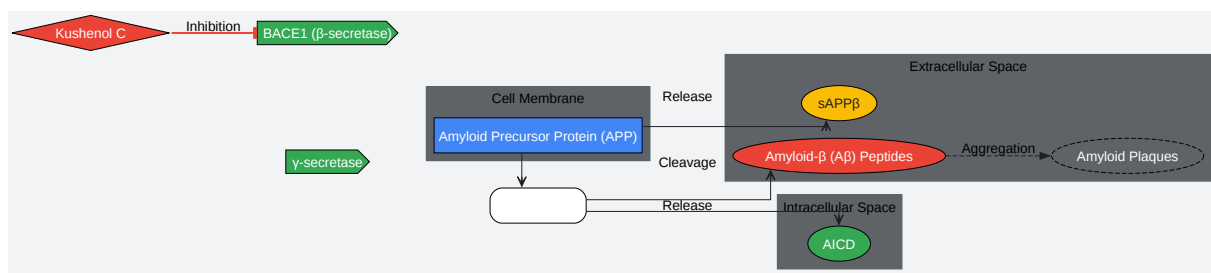 Kushenol C
Inhibition
BACE1 (β-secretase)
Extracellular Space
Cell Membrane
Release
sAPPβ
Amyloid Precursor Protein (APP)
γ-secretase
Cleavage
Amyloid-β (Aβ) Peptides
Aggregation
Amyloid Plaques
Release
Intracellular Space
AICD